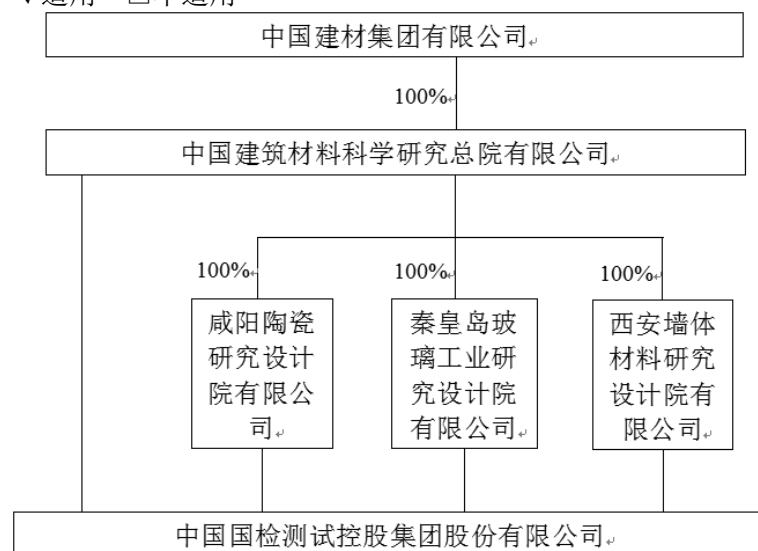 中国建材集团有限公司
100%
中国建筑材料科学研究总院有限公司
100%
100%
100%
咸阳陶瓷
研究设计
院有限公
司
秦皇岛玻
璃工业研
究设计院
有限公司
西安墙体
材料研究
设计院有
限公司
中国国检测试控股集团股份有限公司